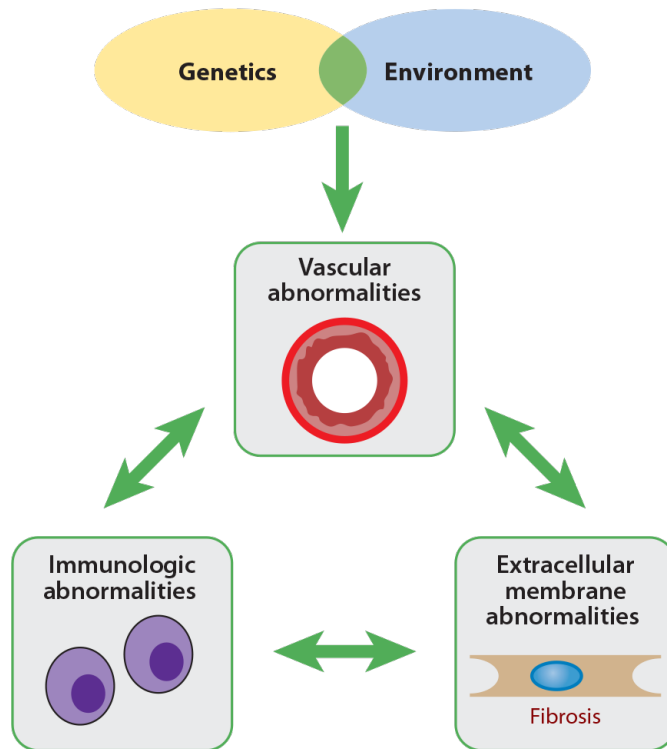 Genetics
Environment
Vascular
abnormalities
Immunologic
abnormalities
Extracellular
membrane
abnormalities
Fibrosis